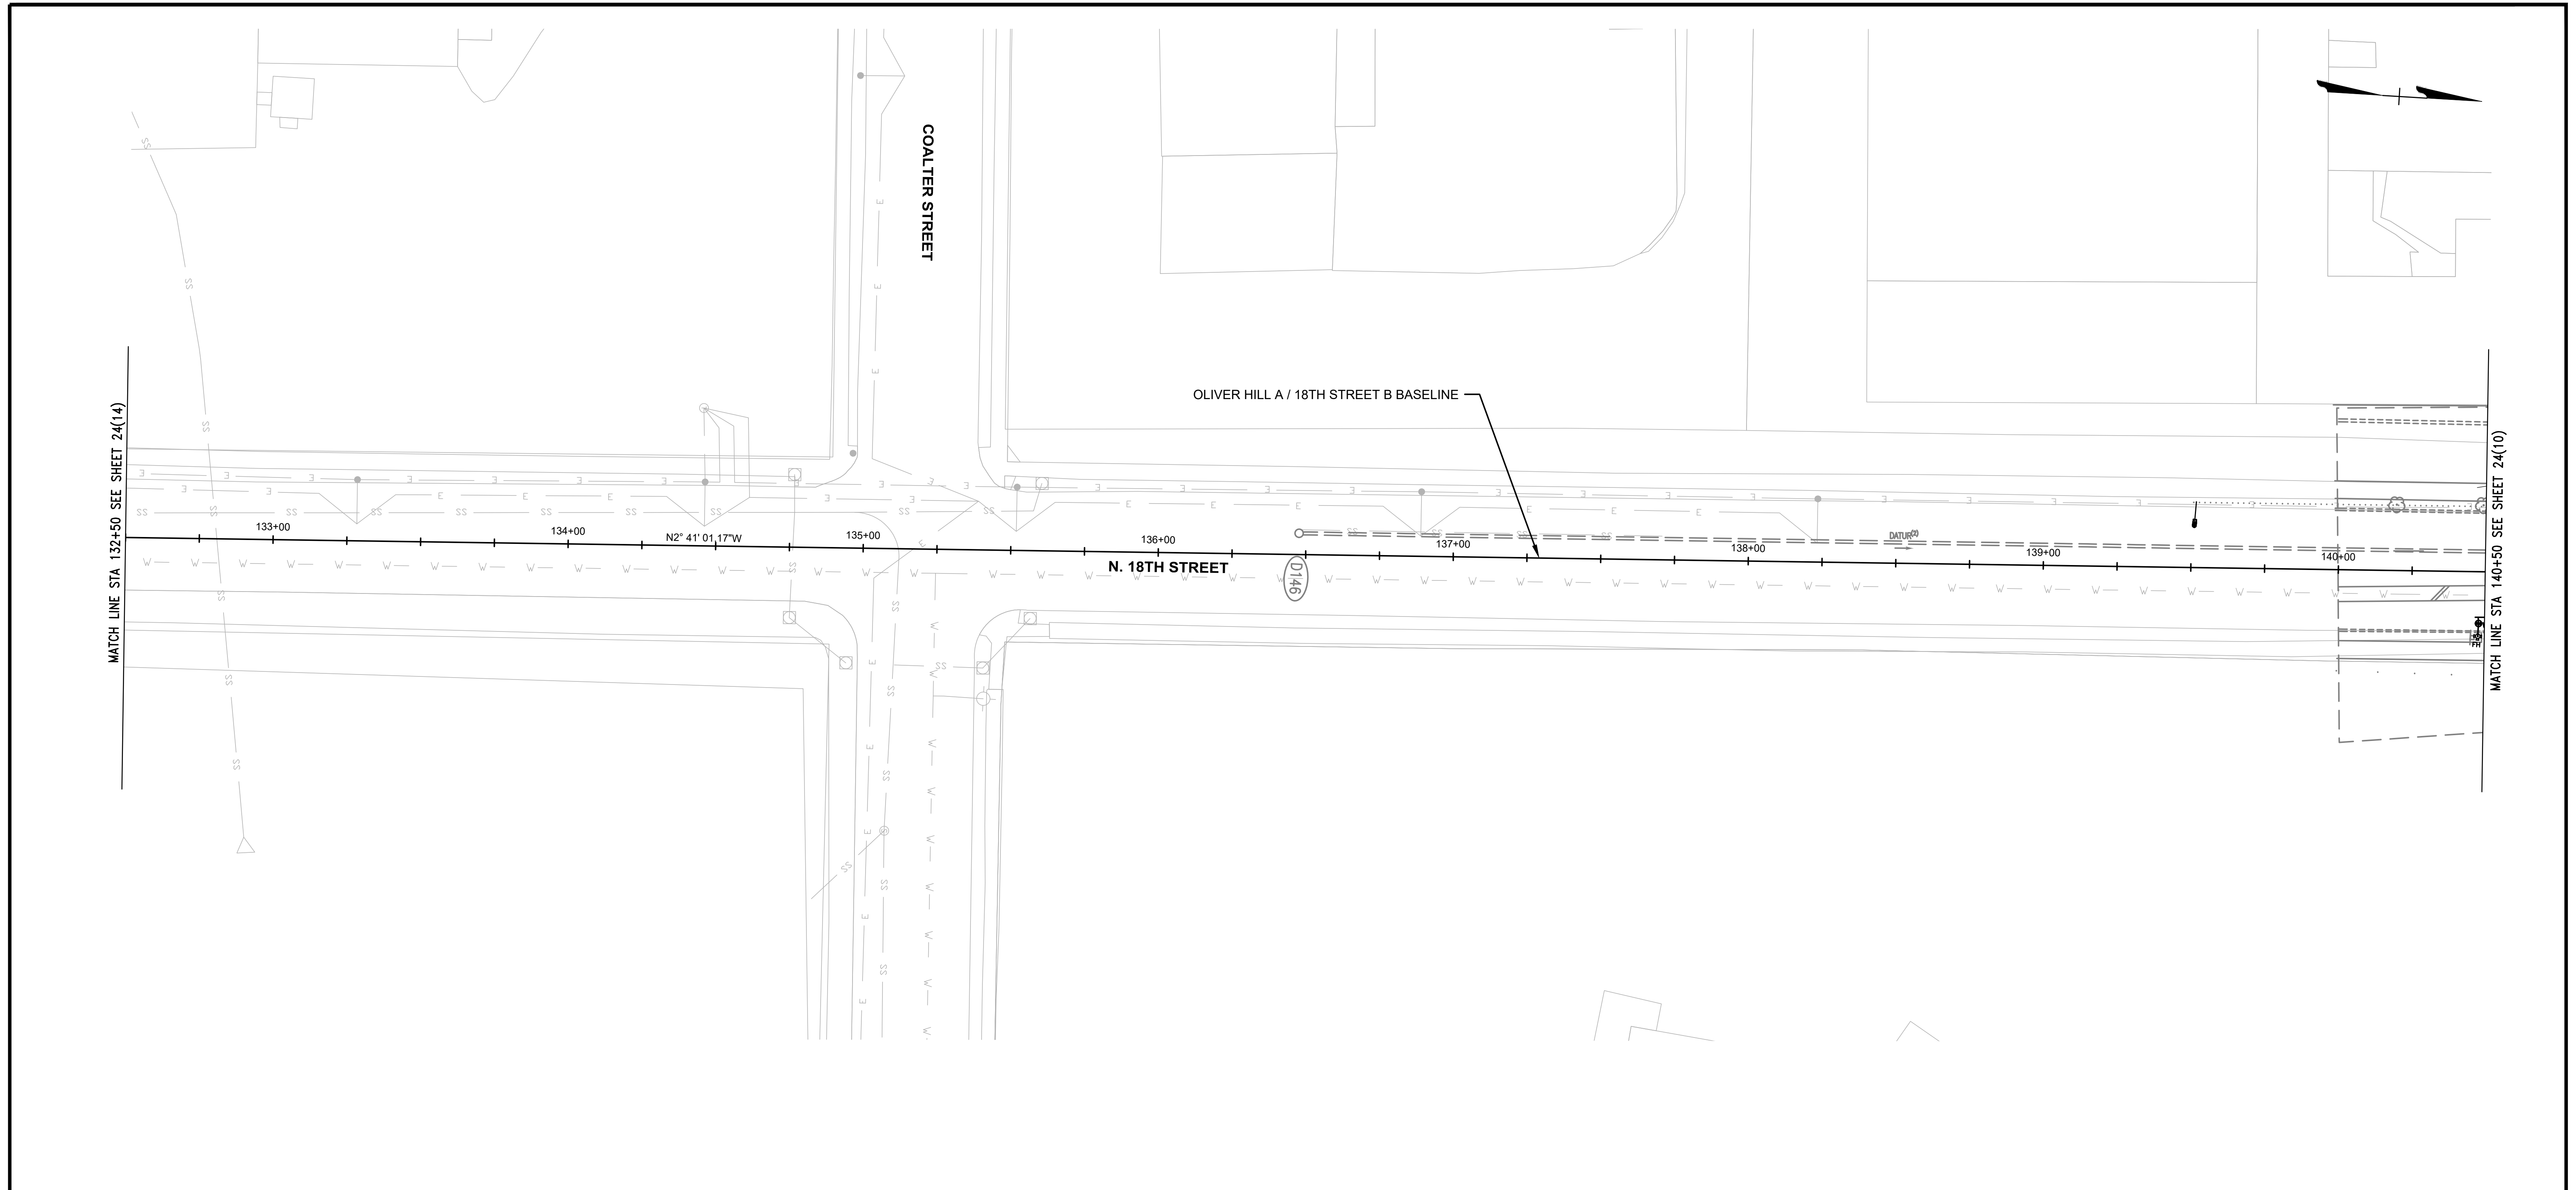 COALTER STREET
OLIVER HILL A / 18TH STREET B BASELINE
MATCH LINE STA 132+50 SEE SHEET 24(14)
MATCH LINE STA 140+50 SEE SHEET 24(10)
133+00
134+00
N2° 41' 01.17"W
135+00
136+00
137+00
138+00
139+00
140+00
N. 18TH STREET
D146
FH